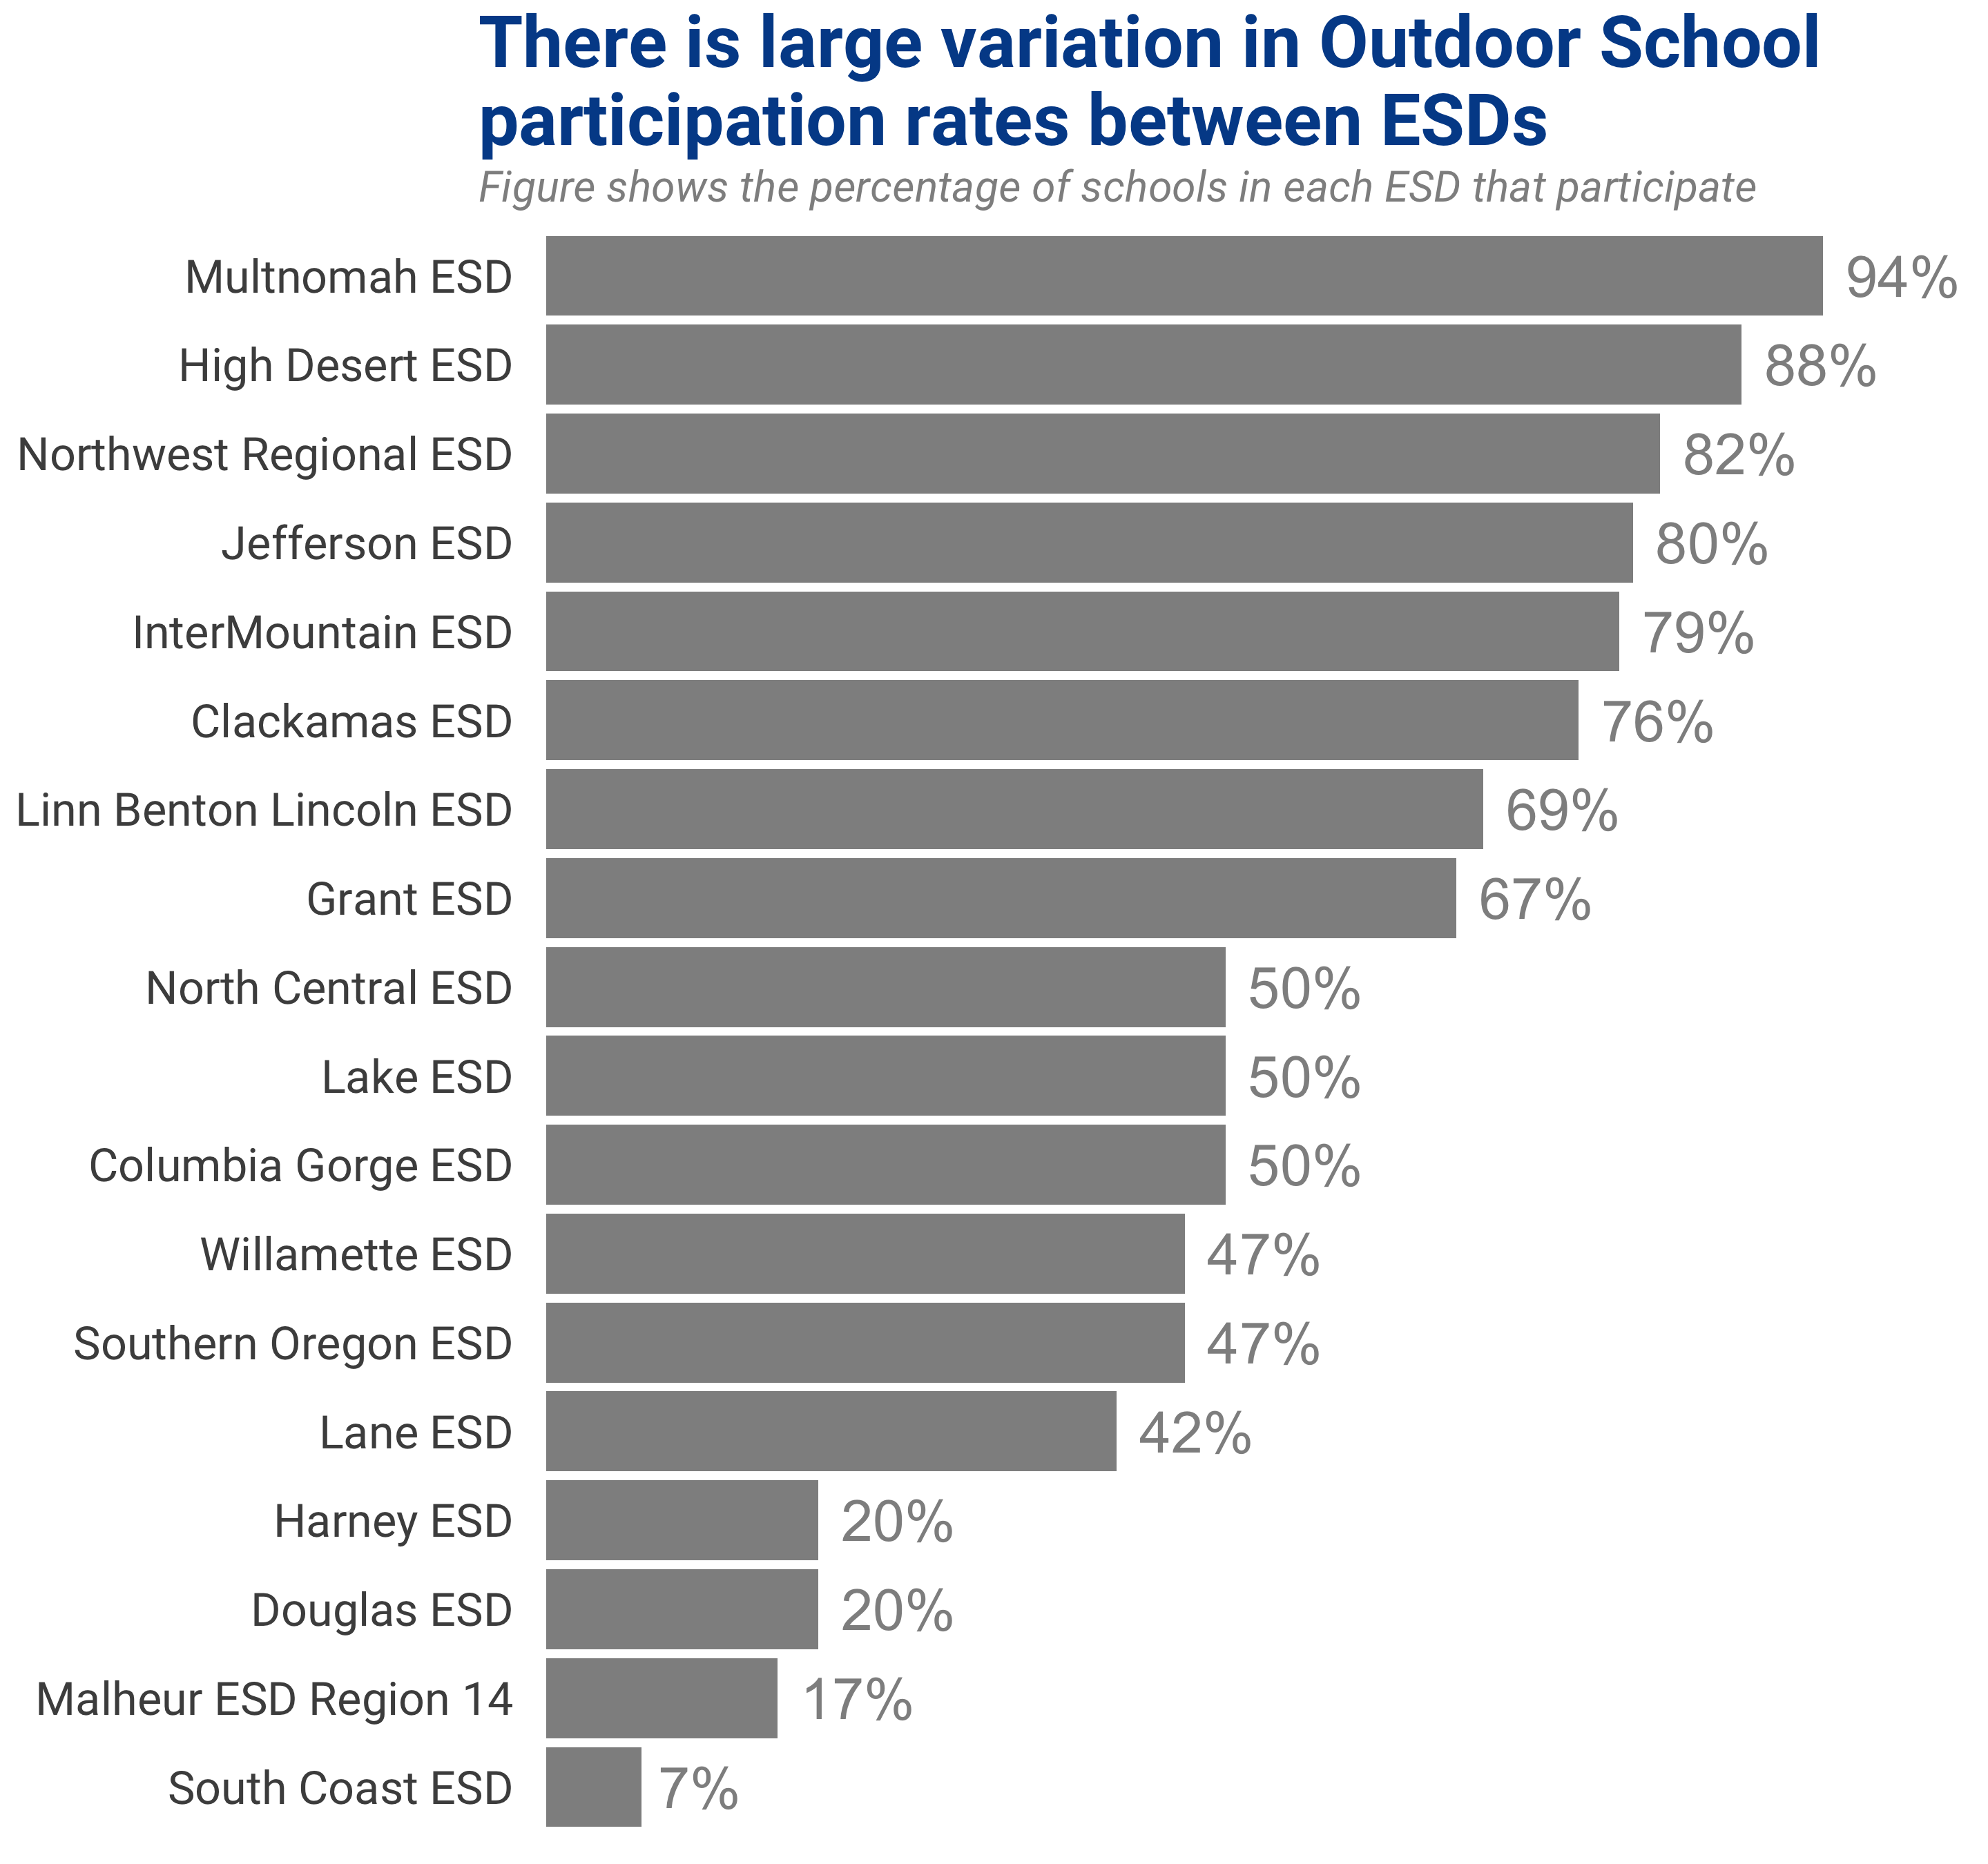 There is large variation in Outdoor School
participation rates between ESDs
Figure shows the percentage of schools in each ESD that participate
Multnomah ESD 94%
High Desert ESD 88%
Northwest Regional ESD 82%
Jefferson ESD 80%
InterMountain ESD 79%
Clackamas ESD 76%
Linn Benton Lincoln ESD 69%
Grant ESD 67%
North Central ESD 50%
Lake ESD 50%
Columbia Gorge ESD 50%
Willamette ESD 47%
Southern Oregon ESD 47%
Lane ESD 42%
Harney ESD 20%
Douglas ESD 20%
Malheur ESD Region 14 17%
South Coast ESD 7%